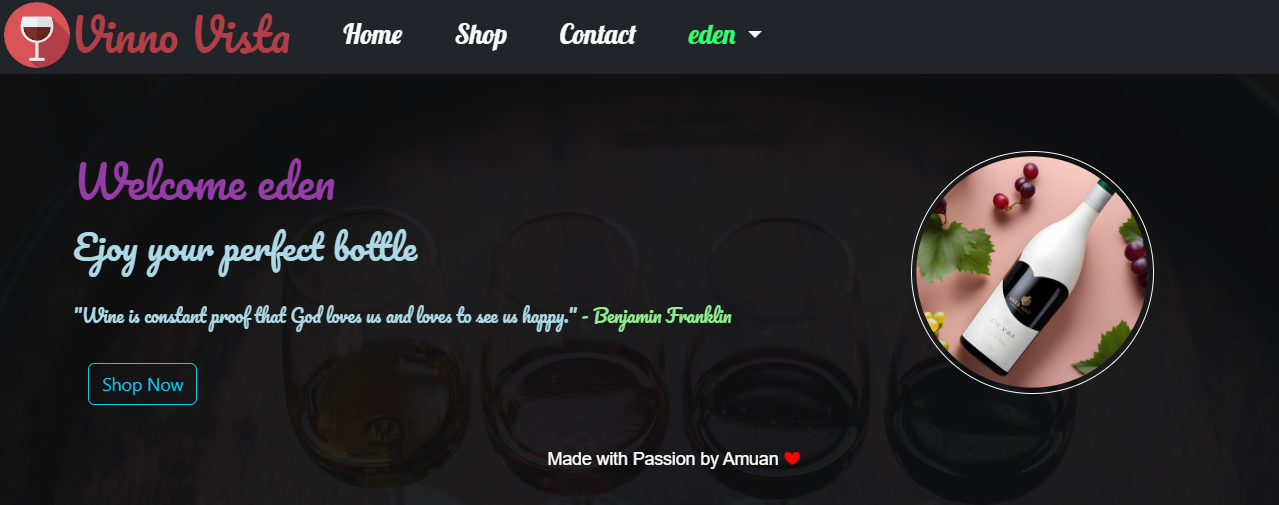 Vinno Vista Home Shop Contact eden
Welcome eden
Ejoy your perfect bottle
"Wine is constant proof that God loves us and loves to see us happy." - Benjamin Franklin
Shop Now
Made with Passion by Amuan